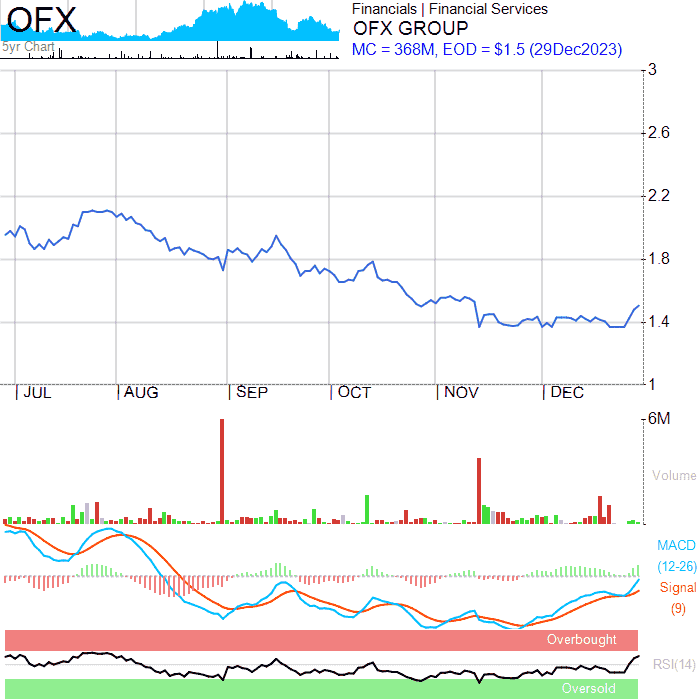 OFX
5yr Chart
Financials | Financial Services
OFX GROUP
MC = 368M, EOD = $1.5 (29Dec2023)
3
2.6
2.2
1.8
1.4
1
| JUL | AUG | SEP | OCT | NOV | DEC
6M
Volume
MACD
(12-26)
Signal
(9)
Overbought
RSI(14)
Oversold